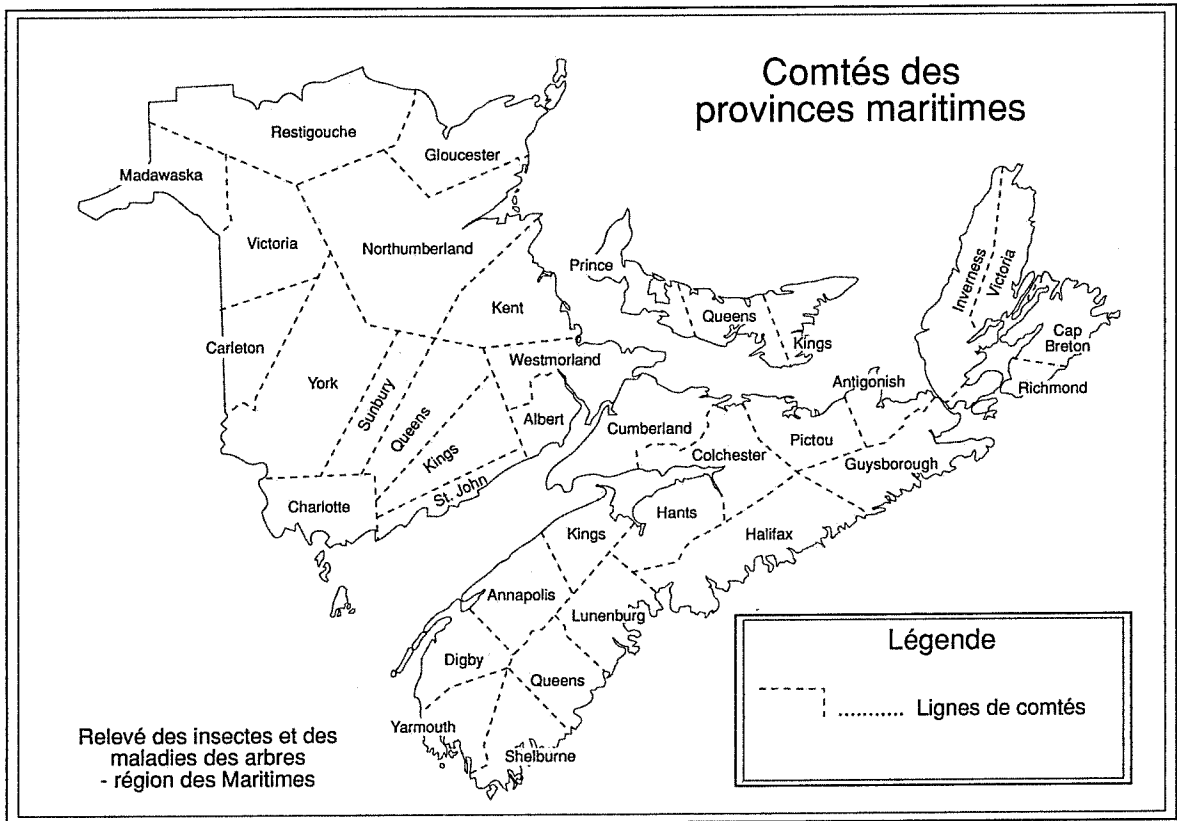 Comtés des
provinces maritimes
Restigouche
Gloucester
Madawaska
Victoria
Northumberland
Prince
Inverness
Victoria
Kent
Queens
Kings
Cap
Breton
Carleton
Westmorland
York
Sunbury
Queens
Kings
Albert
Antigonish
Richmond
Cumberland
Colchester
Pictou
Guysborough
Charlotte
St. John
Kings
Hants
Halifax
Annapolis
Lunenburg
Digby
Queens
Yarmouth
Shelburne
Légende
Lignes de comtés
Relevé des insectes et des
maladies des arbres
- région des Maritimes